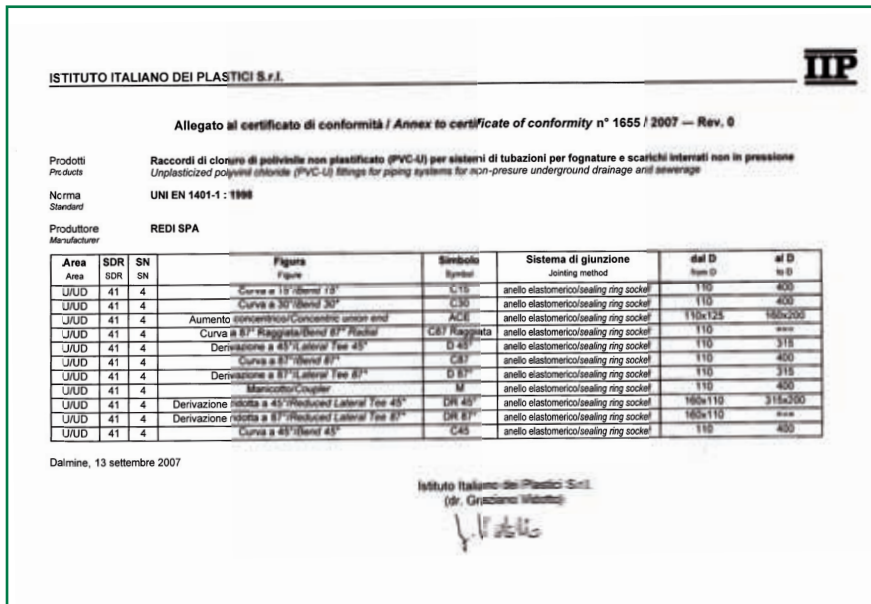 IIP
ISTITUTO ITALIANO DEI PLASTICI S.r.l.
Allegato al certificato di conformità / Annex to certificate of conformity n° 1655 / 2007 — Rev. 0
Prodotti Raccordi di cloruro di polivinile non plastificato (PVC-U) per sistemi di tubazioni per fognature e scarichi interrati non in pressione
Products Unplasticized polyvinil chloride (PVC-U) fittings for piping systems for non-presure underground drainage and sewerage
Norma UNI EN 1401-1 : 1998
Standard
Produttore REDI SPA
Manufacturer
Area SDR SN Figura Simbolo Sistema di giunzione dal D al D
Area SDR SN Figure Symbol Jointing method from D to D
U/UD 41 4 Curva a 15°/Bend 15° C15 anello elastomerico/sealing ring socket 110 400
U/UD 41 4 Curva a 30°/Bend 30° C30 anello elastomerico/sealing ring socket 110 400
U/UD 41 4 Aumento concentrico/Concentric union end ACE anello elastomerico/sealing ring socket 110x125 160x200
U/UD 41 4 Curva a 87° Raggiata/Bend 87° Radial C87 Raggiata anello elastomerico/sealing ring socket 110 ***
U/UD 41 4 Derivazione a 45°/Lateral Tee 45° D 45° anello elastomerico/sealing ring socket 110 315
U/UD 41 4 Curva a 87°/Bend 87° C87 anello elastomerico/sealing ring socket 110 400
U/UD 41 4 Derivazione a 87°/Lateral Tee 87° D 87° anello elastomerico/sealing ring socket 110 315
U/UD 41 4 Manicotto/Coupler M anello elastomerico/sealing ring socket 110 400
U/UD 41 4 Derivazione ridotta a 45°/Reduced Lateral Tee 45° DR 45° anello elastomerico/sealing ring socket 160x110 315x200
U/UD 41 4 Derivazione ridotta a 87°/Reduced Lateral Tee 87° DR 87° anello elastomerico/sealing ring socket 160x110 ***
U/UD 41 4 Curva a 45°/Bend 45° C45 anello elastomerico/sealing ring socket 110 400
Dalmine, 13 settembre 2007
Istituto Italiano dei Plastici S.r.l.
(dr. Graziano Vidotto)